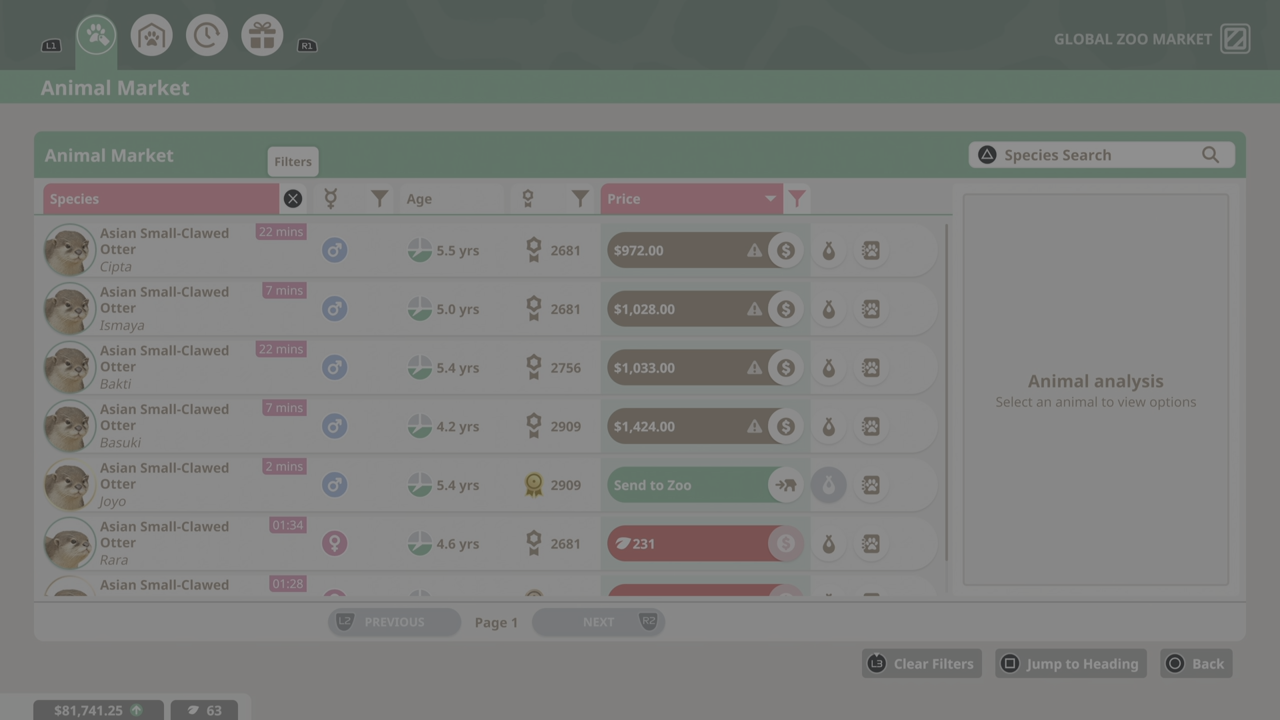 L1
R1
GLOBAL ZOO MARKET
Animal Market
Animal Market
Filters
Species Search
Species
Age
Price
Asian Small-Clawed
Otter
Cipta
22 mins
5.5 yrs
2681
$972.00
Asian Small-Clawed
Otter
Ismaya
7 mins
5.0 yrs
2681
$1,028.00
Asian Small-Clawed
Otter
Bakti
22 mins
5.4 yrs
2756
$1,033.00
Asian Small-Clawed
Otter
Basuki
7 mins
4.2 yrs
2909
$1,424.00
Asian Small-Clawed
Otter
Joyo
2 mins
5.4 yrs
2909
Send to Zoo
Asian Small-Clawed
Otter
Rara
01:34
4.6 yrs
2681
231
Asian Small-Clawed
01:28
Animal analysis
Select an animal to view options
L2 PREVIOUS
Page 1
NEXT R2
L3 Clear Filters
Jump to Heading
Back
$81,741.25
63